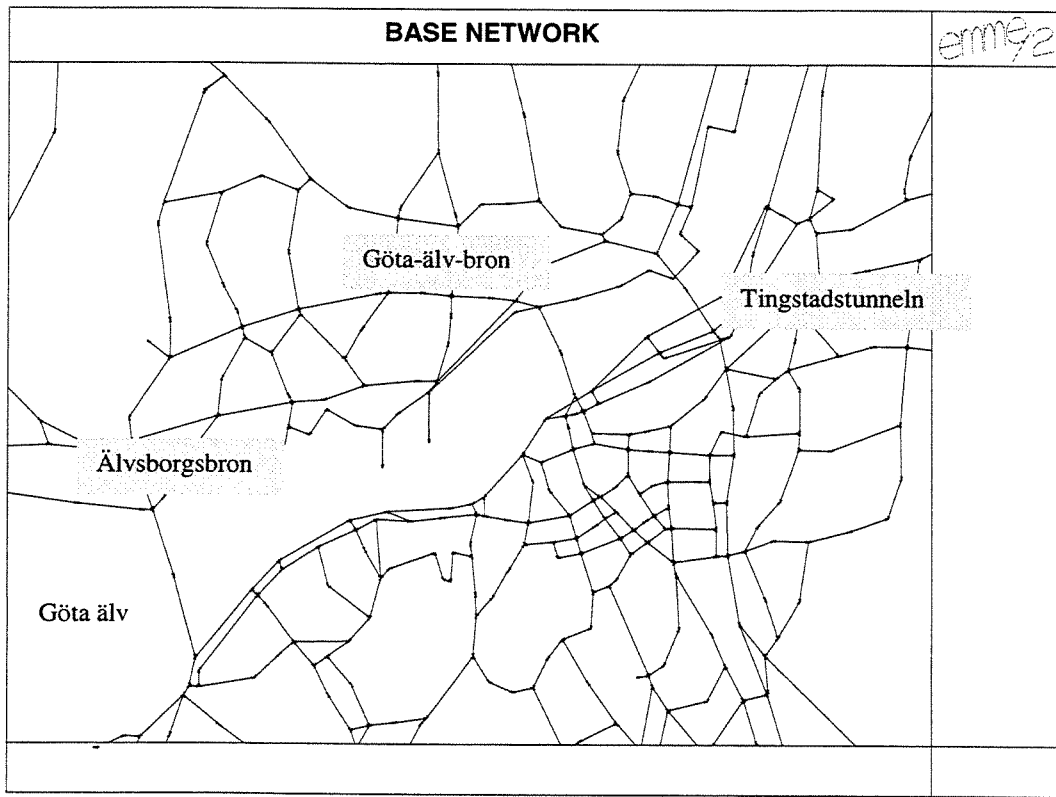 BASE NETWORK
emme/2
Göta-älv-bron
Tingstadstunneln
Älvsborgsbron
Göta älv